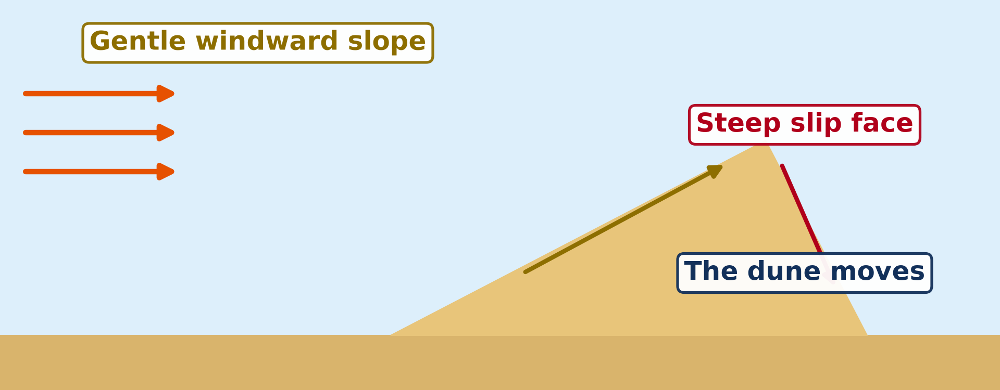 Gentle windward slope
Steep slip face
The dune moves